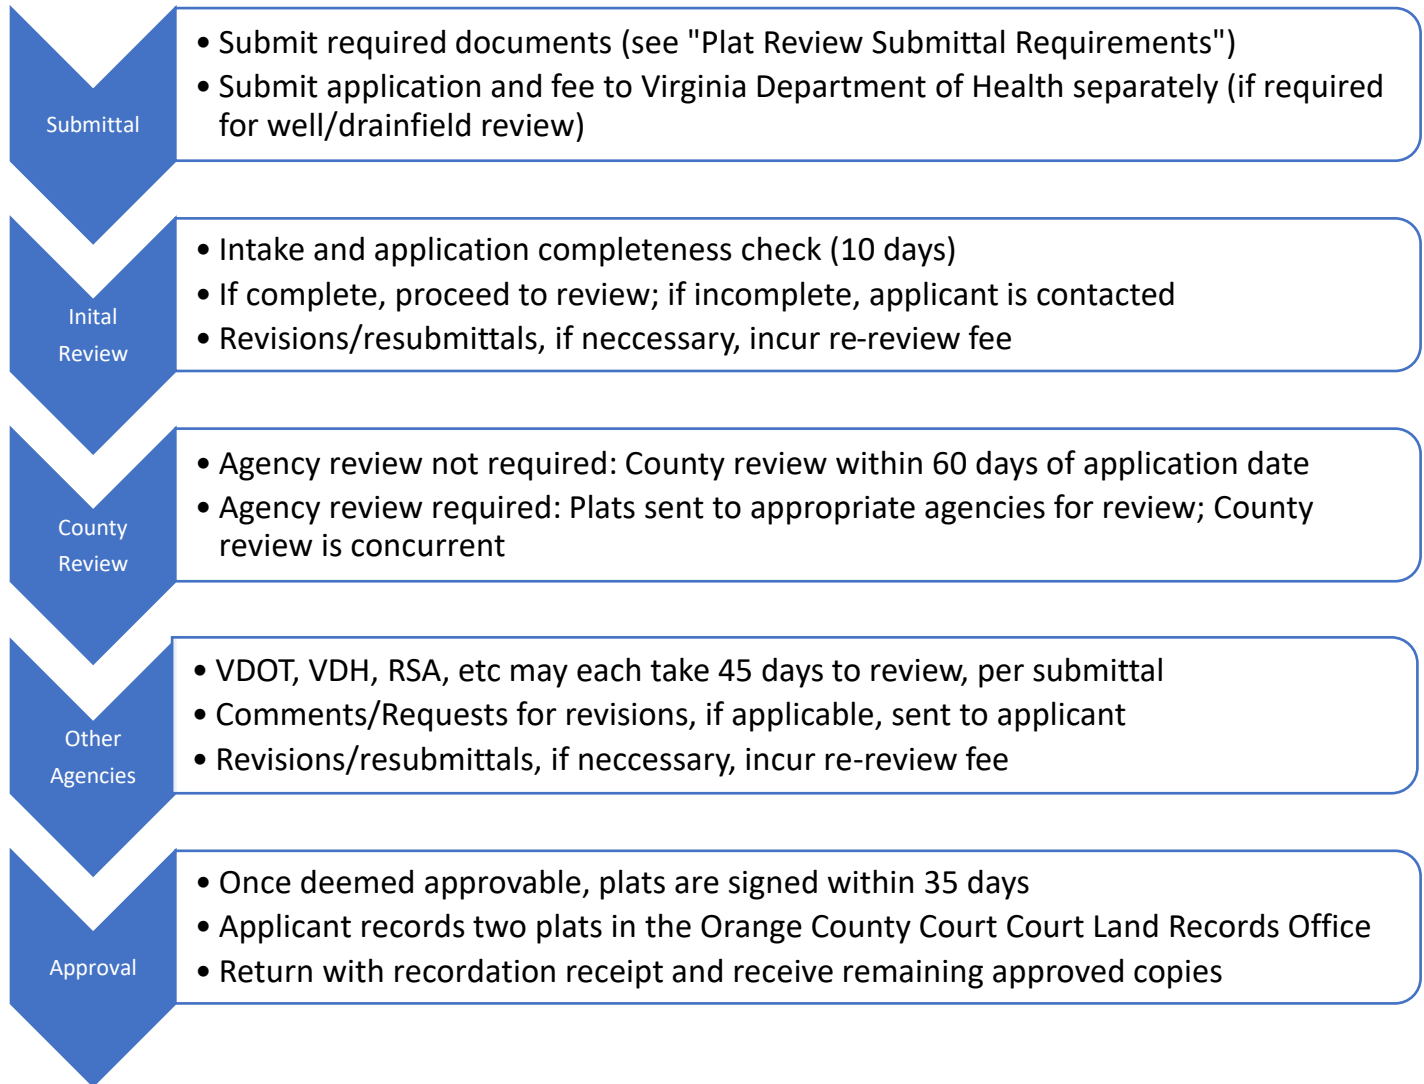 Submittal
• Submit required documents (see "Plat Review Submittal Requirements")
• Submit application and fee to Virginia Department of Health separately (if required
for well/drainfield review)
Inital
Review
• Intake and application completeness check (10 days)
• If complete, proceed to review; if incomplete, applicant is contacted
• Revisions/resubmittals, if neccessary, incur re-review fee
County
Review
• Agency review not required: County review within 60 days of application date
• Agency review required: Plats sent to appropriate agencies for review; County
review is concurrent
Other
Agencies
• VDOT, VDH, RSA, etc may each take 45 days to review, per submittal
• Comments/Requests for revisions, if applicable, sent to applicant
• Revisions/resubmittals, if neccessary, incur re-review fee
Approval
• Once deemed approvable, plats are signed within 35 days
• Applicant records two plats in the Orange County Court Court Land Records Office
• Return with recordation receipt and receive remaining approved copies